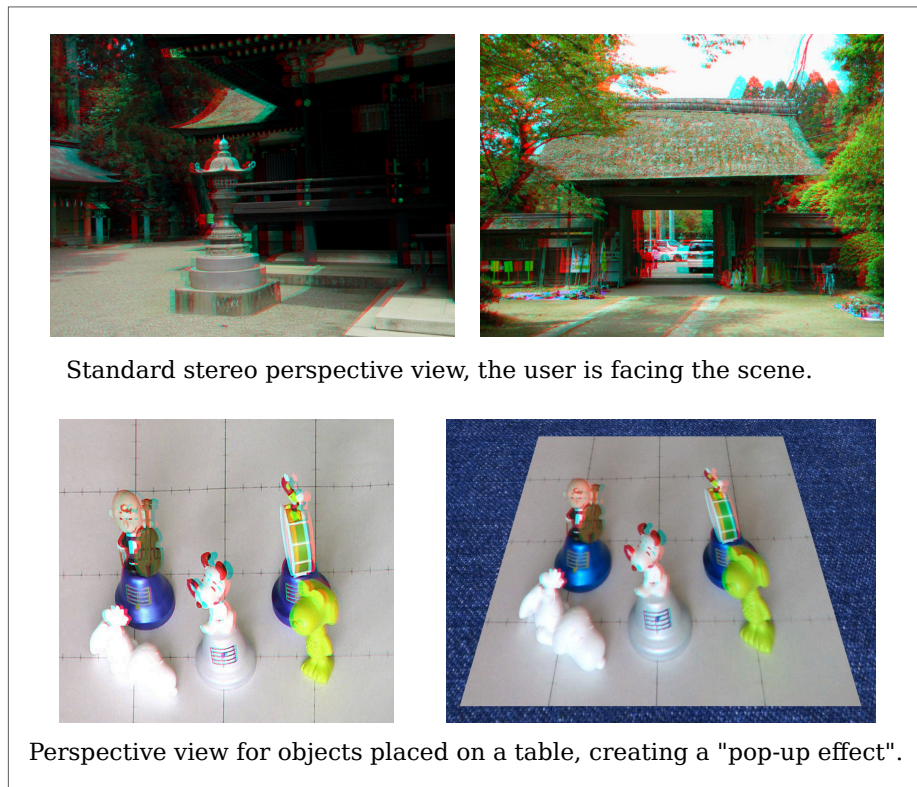 Standard stereo perspective view, the user is facing the scene.
Perspective view for objects placed on a table, creating a "pop-up effect".